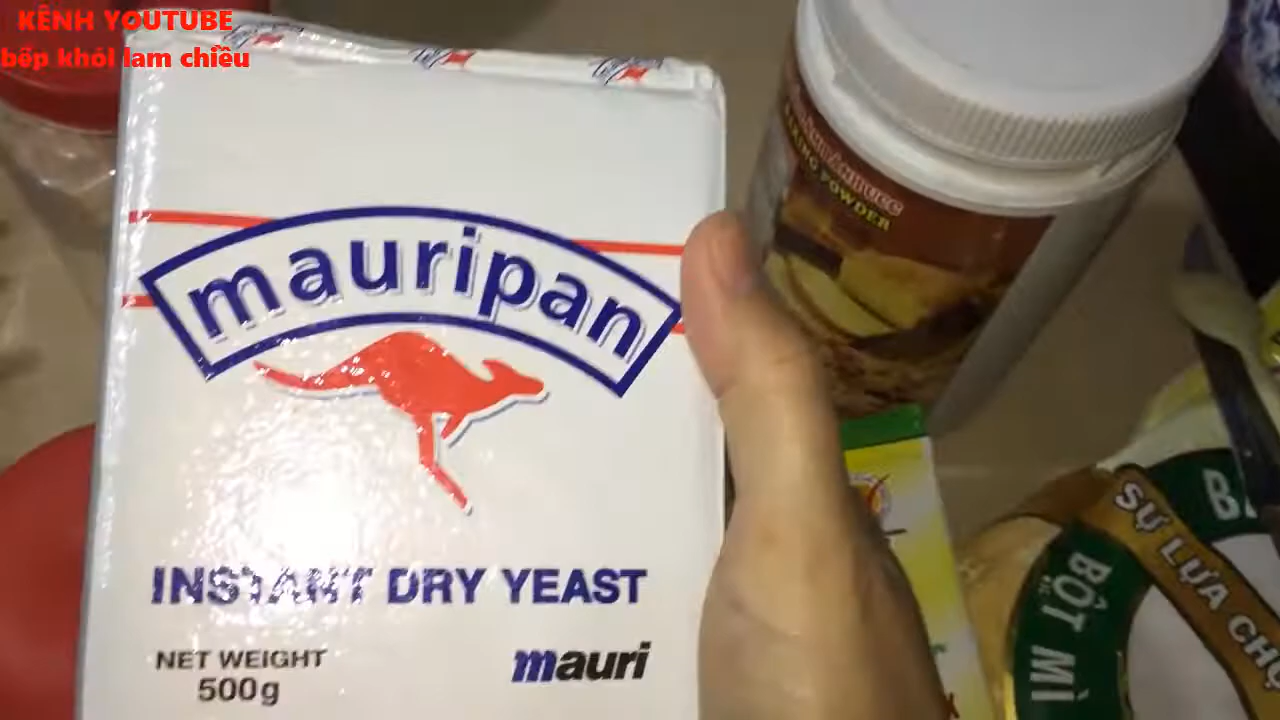 KÊNH YOUTUBE
bếp khói lam chiều
mauripan
INSTANT DRY YEAST
NET WEIGHT
500g
mauri
BAKING POWDER
SỰ LỰA CHỌ
BỘT MÌ